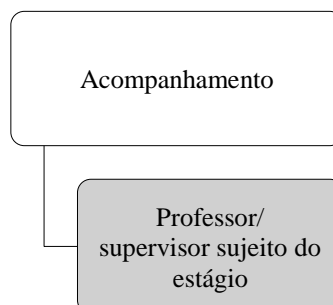 Acompanhamento
Professor/
supervisor sujeito do
estágio